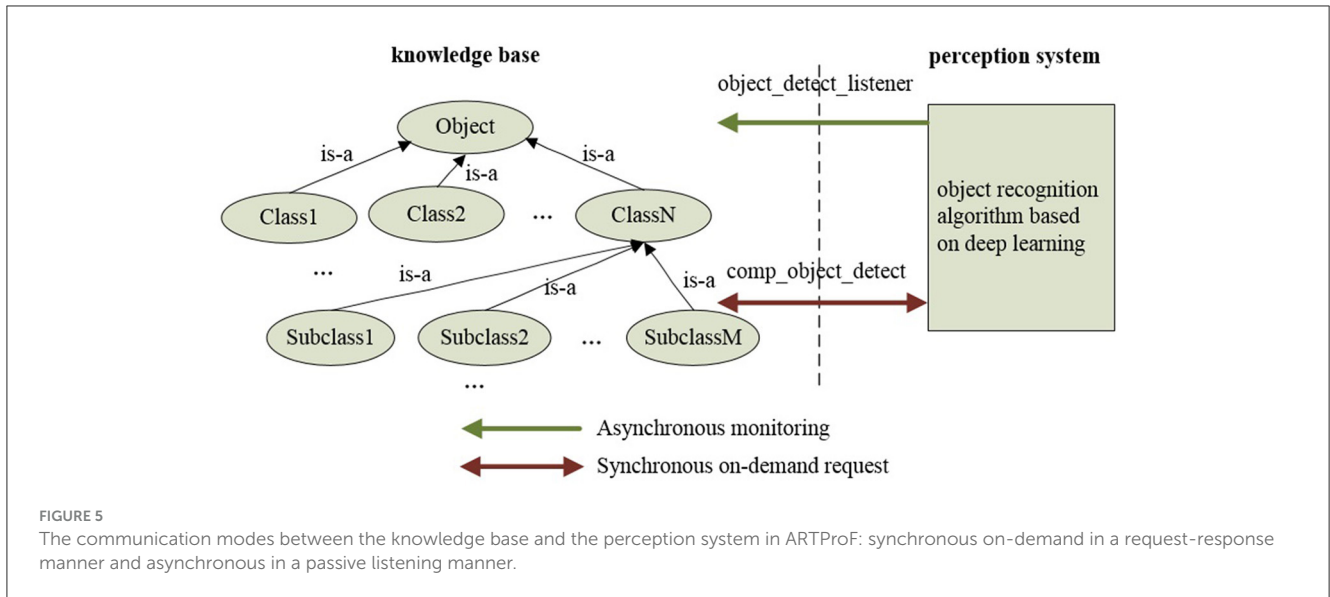 knowledge base
perception system
object_detect_listener
Object
is-a
is-a
is-a
Class1
Class2
...
ClassN
object recognition
algorithm based
on deep learning
...
is-a
is-a
is-a
comp_object_detect
Subclass1
Subclass2
...
SubclassM
...
Asynchronous monitoring
Synchronous on-demand request
FIGURE 5
The communication modes between the knowledge base and the perception system in ARTProF: synchronous on-demand in a request-response
manner and asynchronous in a passive listening manner.